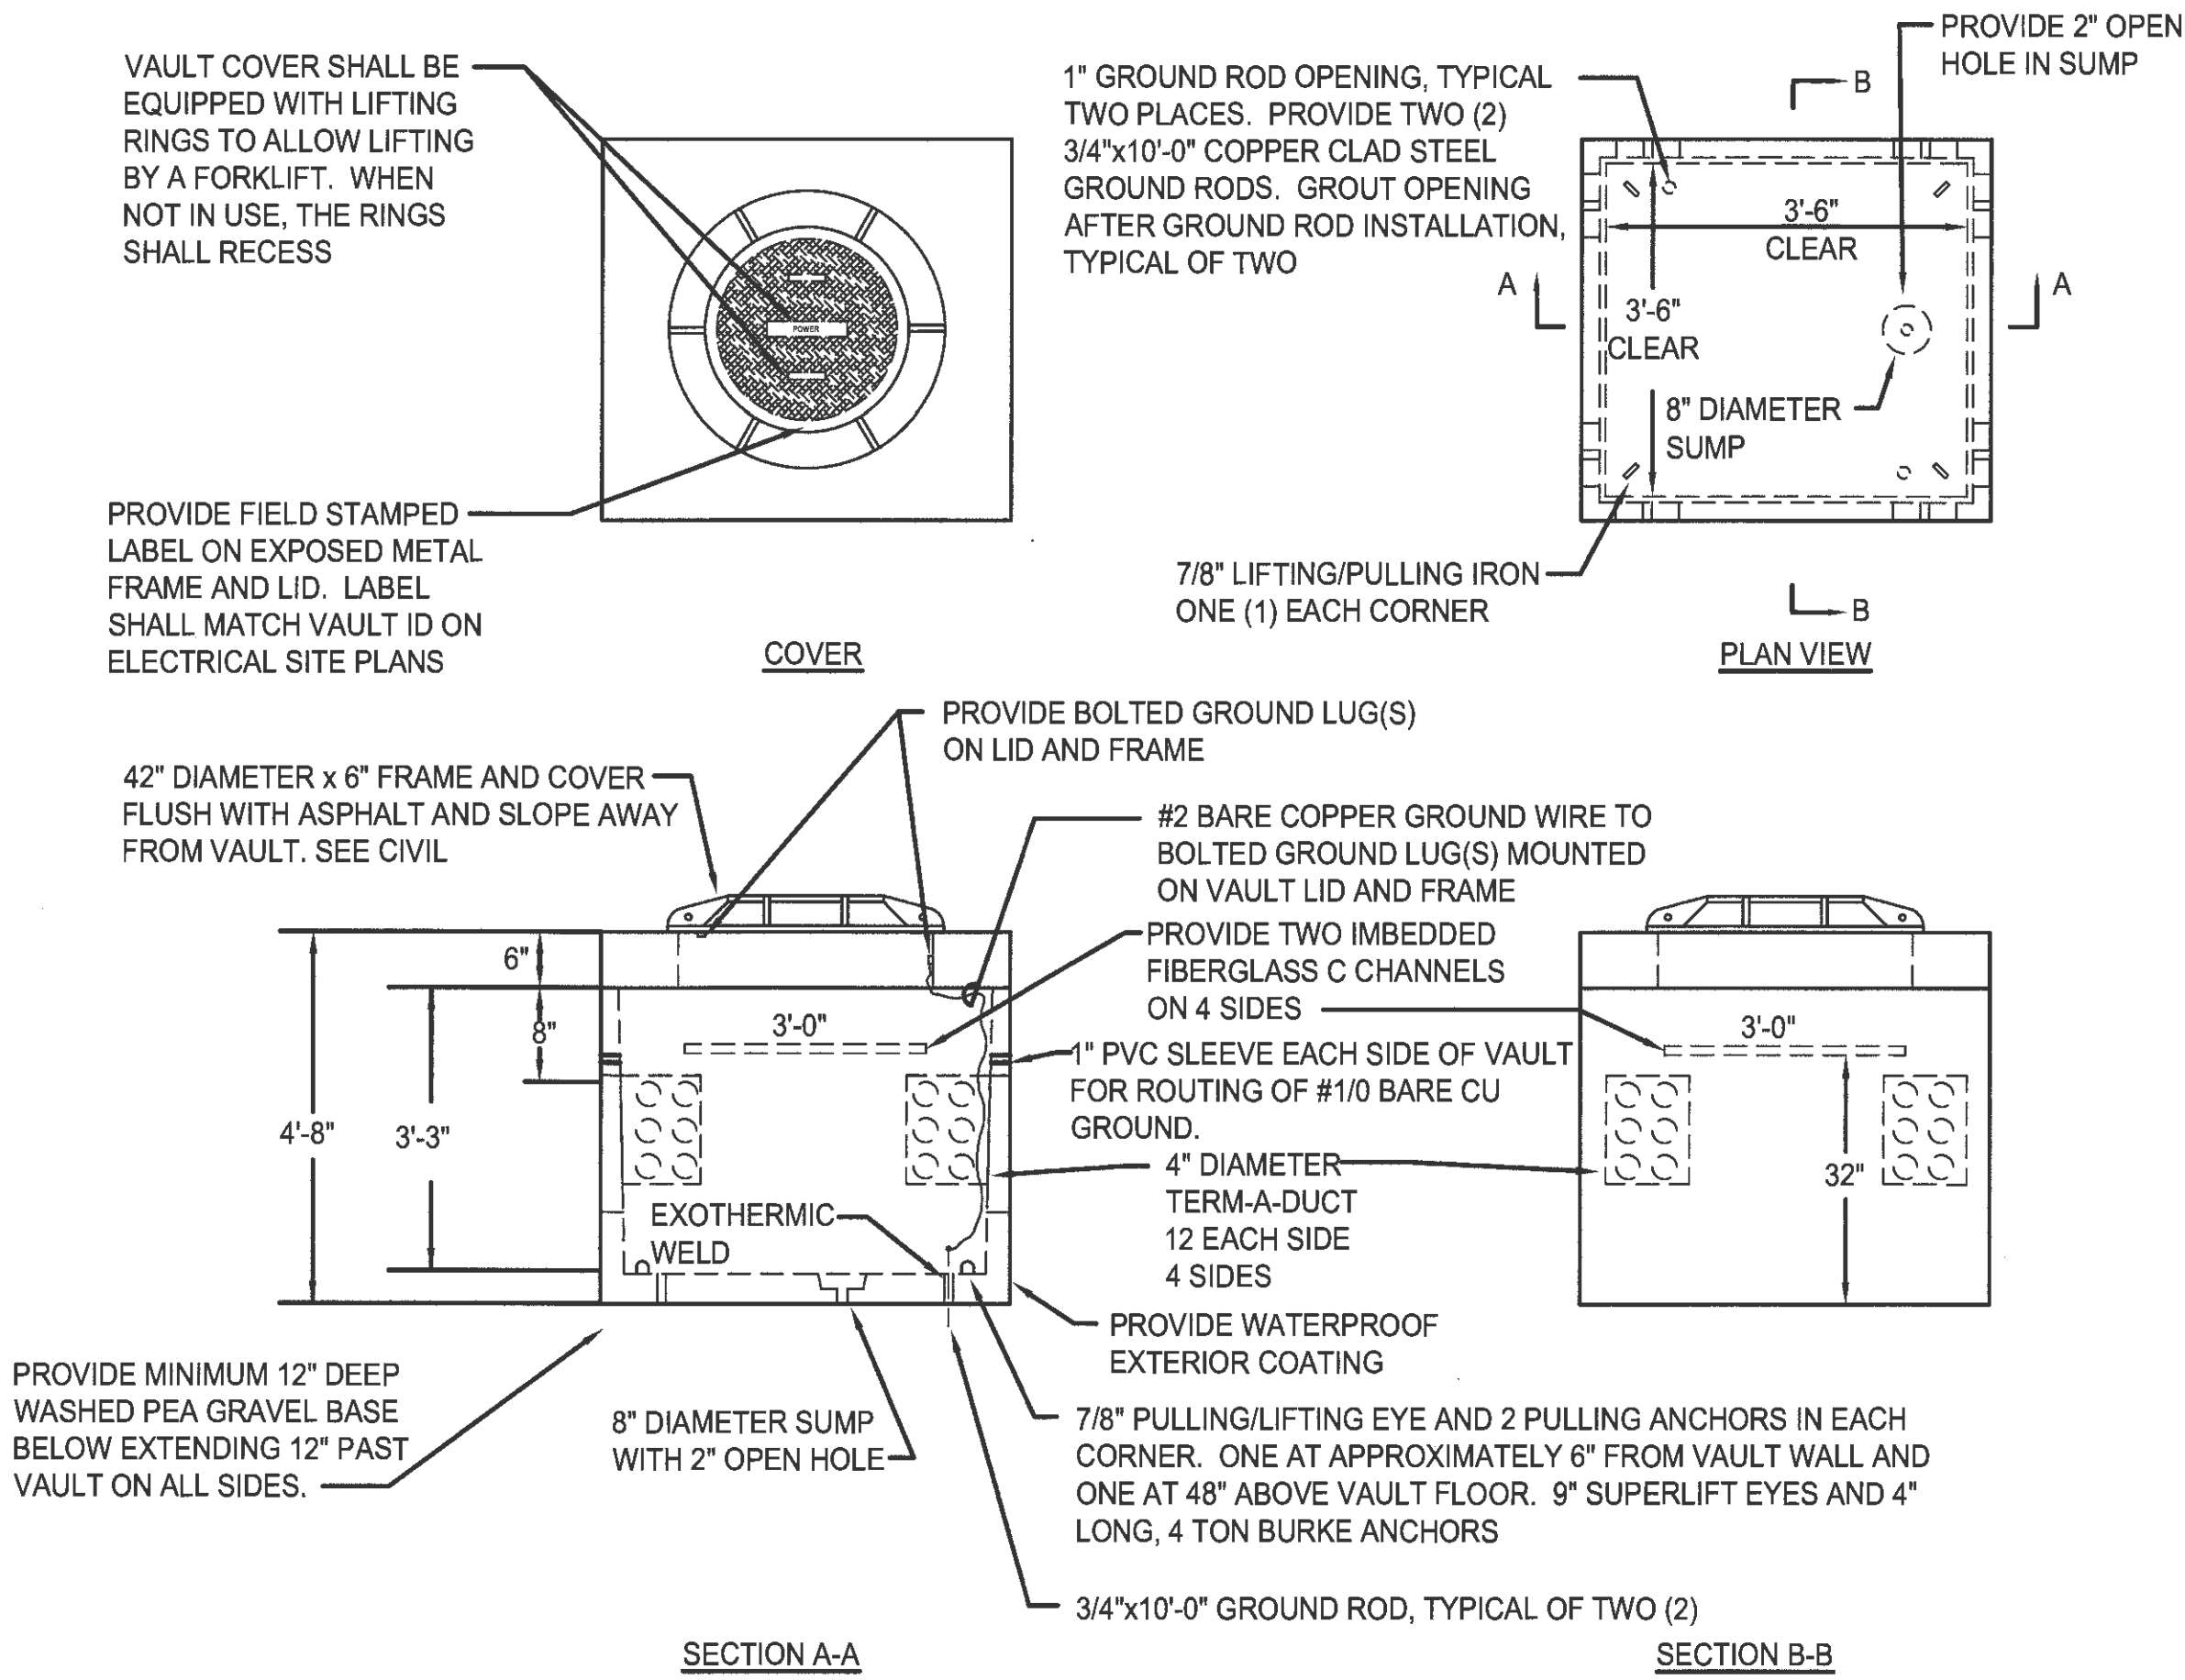 VAULT COVER SHALL BE
EQUIPPED WITH LIFTING
RINGS TO ALLOW LIFTING
BY A FORKLIFT. WHEN
NOT IN USE, THE RINGS
SHALL RECESS
POWER
PROVIDE FIELD STAMPED
LABEL ON EXPOSED METAL
FRAME AND LID. LABEL
SHALL MATCH VAULT ID ON
ELECTRICAL SITE PLANS
COVER
1" GROUND ROD OPENING, TYPICAL
TWO PLACES. PROVIDE TWO (2)
3/4"x10'-0" COPPER CLAD STEEL
GROUND RODS. GROUT OPENING
AFTER GROUND ROD INSTALLATION,
TYPICAL OF TWO
PROVIDE 2" OPEN
HOLE IN SUMP
B
3'-6"
CLEAR
A
A
3'-6"
CLEAR
8" DIAMETER
SUMP
7/8" LIFTING/PULLING IRON
ONE (1) EACH CORNER
B
PLAN VIEW
PROVIDE BOLTED GROUND LUG(S)
ON LID AND FRAME
42" DIAMETER x 6" FRAME AND COVER
FLUSH WITH ASPHALT AND SLOPE AWAY
FROM VAULT. SEE CIVIL
#2 BARE COPPER GROUND WIRE TO
BOLTED GROUND LUG(S) MOUNTED
ON VAULT LID AND FRAME
PROVIDE TWO IMBEDDED
FIBERGLASS C CHANNELS
ON 4 SIDES
6"
8"
3'-0"
4'-8"
3'-3"
1" PVC SLEEVE EACH SIDE OF VAULT
FOR ROUTING OF #1/0 BARE CU
GROUND.
4" DIAMETER
TERM-A-DUCT
12 EACH SIDE
4 SIDES
3'-0"
32"
EXOTHERMIC
WELD
PROVIDE WATERPROOF
EXTERIOR COATING
PROVIDE MINIMUM 12" DEEP
WASHED PEA GRAVEL BASE
BELOW EXTENDING 12" PAST
VAULT ON ALL SIDES.
8" DIAMETER SUMP
WITH 2" OPEN HOLE
7/8" PULLING/LIFTING EYE AND 2 PULLING ANCHORS IN EACH
CORNER. ONE AT APPROXIMATELY 6" FROM VAULT WALL AND
ONE AT 48" ABOVE VAULT FLOOR. 9" SUPERLIFT EYES AND 4"
LONG, 4 TON BURKE ANCHORS
3/4"x10'-0" GROUND ROD, TYPICAL OF TWO (2)
SECTION A-A
SECTION B-B